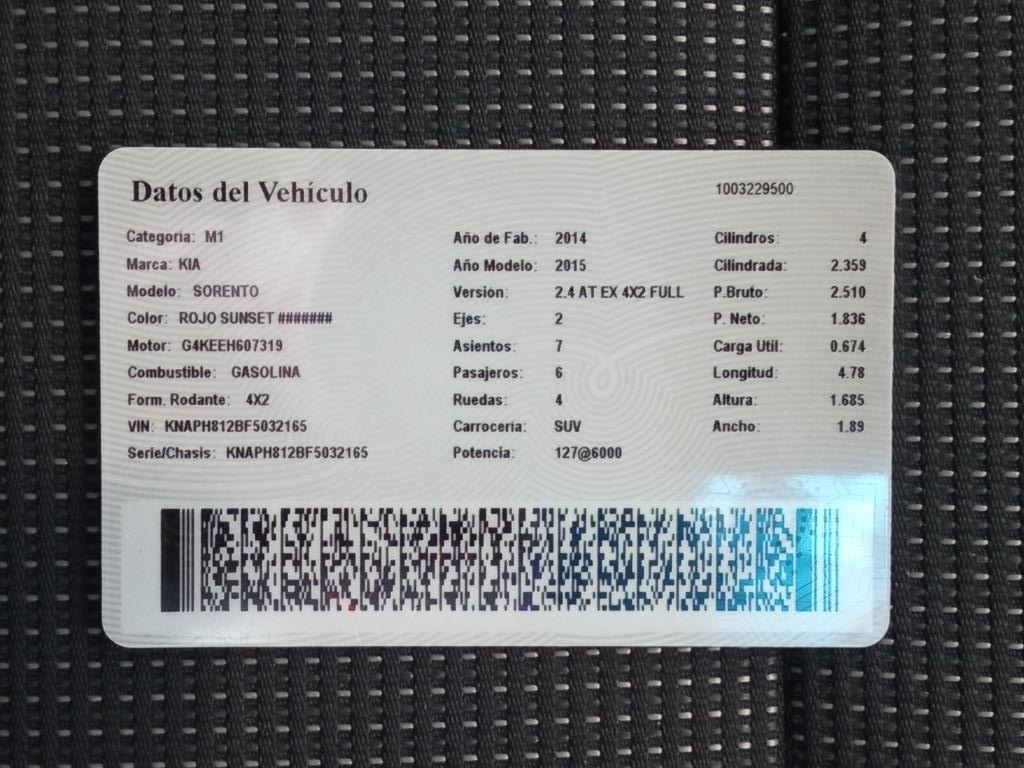 Datos del Vehículo
1003229500
Categoria: M1
Marca: KIA
Modelo: SORENTO
Color: ROJO SUNSET #######
Motor: G4KEEH607319
Combustible: GASOLINA
Form. Rodante: 4X2
VIN: KNAPH812BF5032165
Serie/Chasis: KNAPH812BF5032165
Año de Fab.: 2014
Año Modelo: 2015
Versión: 2.4 AT EX 4X2 FULL
Ejes: 2
Asientos: 7
Pasajeros: 6
Ruedas: 4
Carrocería: SUV
Potencia: 127@6000
Cilindros: 4
Cilindrada: 2.359
P.Bruto: 2.510
P. Neto: 1.836
Carga Util: 0.674
Longitud: 4.78
Altura: 1.685
Ancho: 1.89